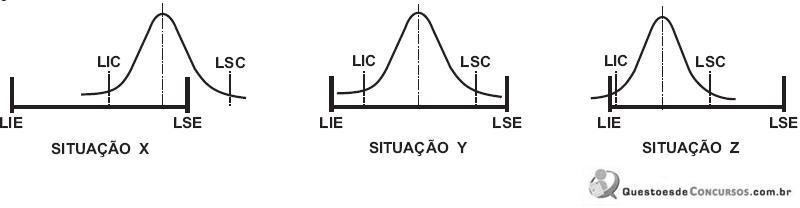 LIC LSC
LIE LSE
SITUAÇÃO X
LIC LSC
LIE LSE
SITUAÇÃO Y
LIC LSC
LIE LSE
SITUAÇÃO Z
QuestoesdeCONCURSOS.com.br